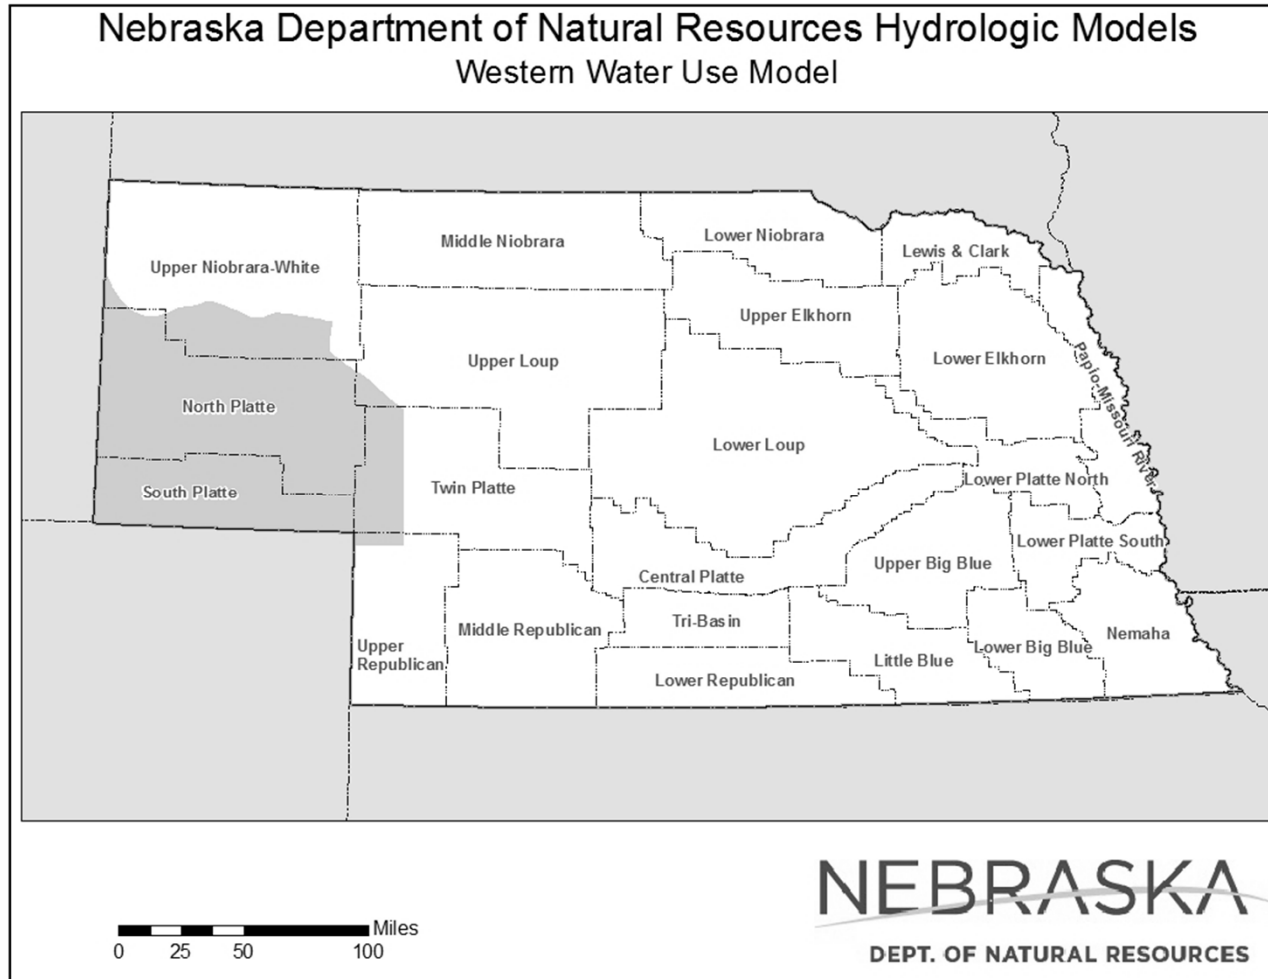 Nebraska Department of Natural Resources Hydrologic Models
Western Water Use Model
Middle Niobrara
Lower Niobrara
Lewis & Clark
Upper Niobrara-White
Upper Elkhorn
Upper Loup
Lower Elkhorn
Papio-Missouri River
North Platte
Lower Loup
South Platte
Twin Platte
Lower Platte North
Lower Platte South
Upper Big Blue
Central Platte
Tri-Basin
Middle Republican
Nemaha
Upper
Republican
Lower Big Blue
Little Blue
Lower Republican
NEBRASKA
DEPT. OF NATURAL RESOURCES
Miles
0 25 50 100